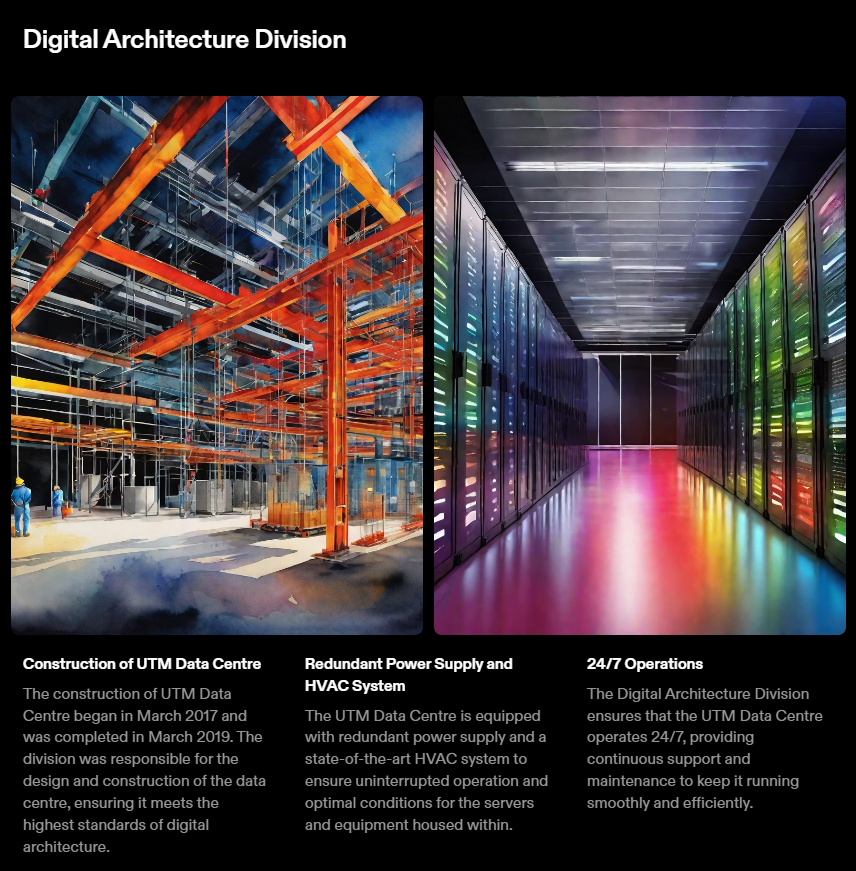 Digital Architecture Division
Construction of UTM Data Centre
The construction of UTM Data
Centre began in March 2017 and
was completed in March 2019. The
division was responsible for the
design and construction of the data
centre, ensuring it meets the
highest standards of digital
architecture.
Redundant Power Supply and
HVAC System
The UTM Data Centre is equipped
with redundant power supply and a
state-of-the-art HVAC system to
ensure uninterrupted operation and
optimal conditions for the servers
and equipment housed within.
24/7 Operations
The Digital Architecture Division
ensures that the UTM Data Centre
operates 24/7, providing
continuous support and
maintenance to keep it running
smoothly and efficiently.